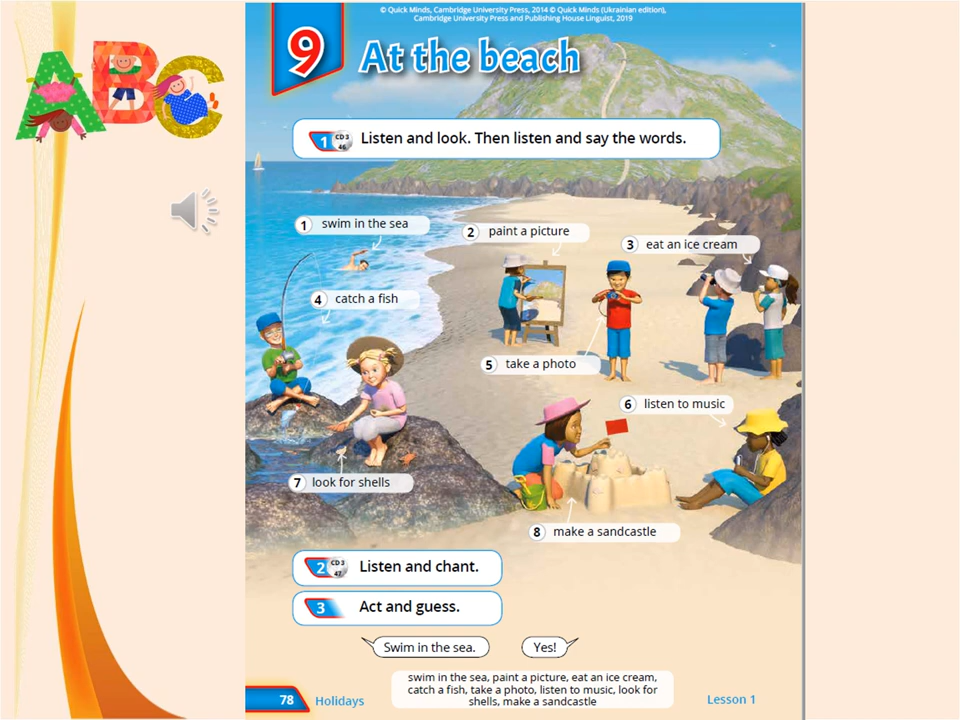 © Quick Minds, Cambridge University Press, 2014 © Quick Minds (Ukrainian edition),
Cambridge University Press and Publishing House Linguist, 2019
9 At the beach
ABC
1 CD 3 46 Listen and look. Then listen and say the words.
1 swim in the sea
2 paint a picture
3 eat an ice cream
4 catch a fish
5 take a photo
6 listen to music
7 look for shells
8 make a sandcastle
2 CD 3 47 Listen and chant.
3 Act and guess.
Swim in the sea. Yes!
swim in the sea, paint a picture, eat an ice cream,
catch a fish, take a photo, listen to music, look for
shells, make a sandcastle
78 Holidays
Lesson 1